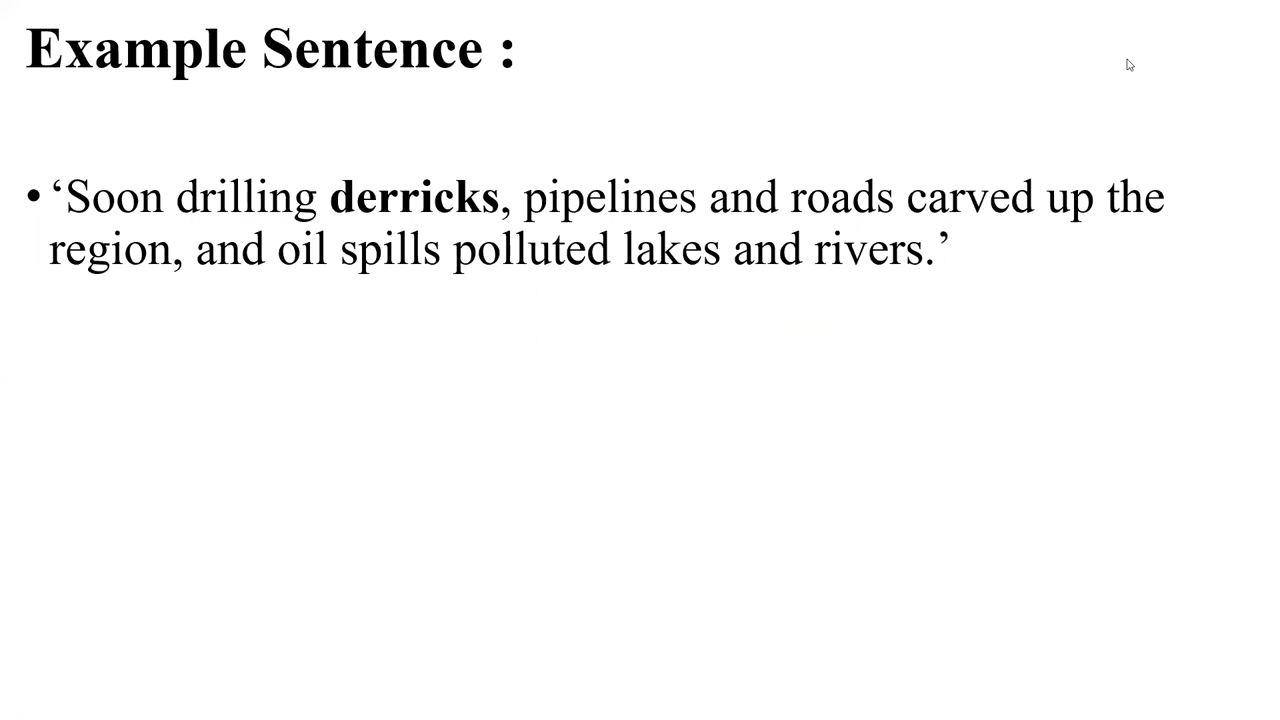 Example Sentence :
• ‘Soon drilling derricks, pipelines and roads carved up the
region, and oil spills polluted lakes and rivers.’